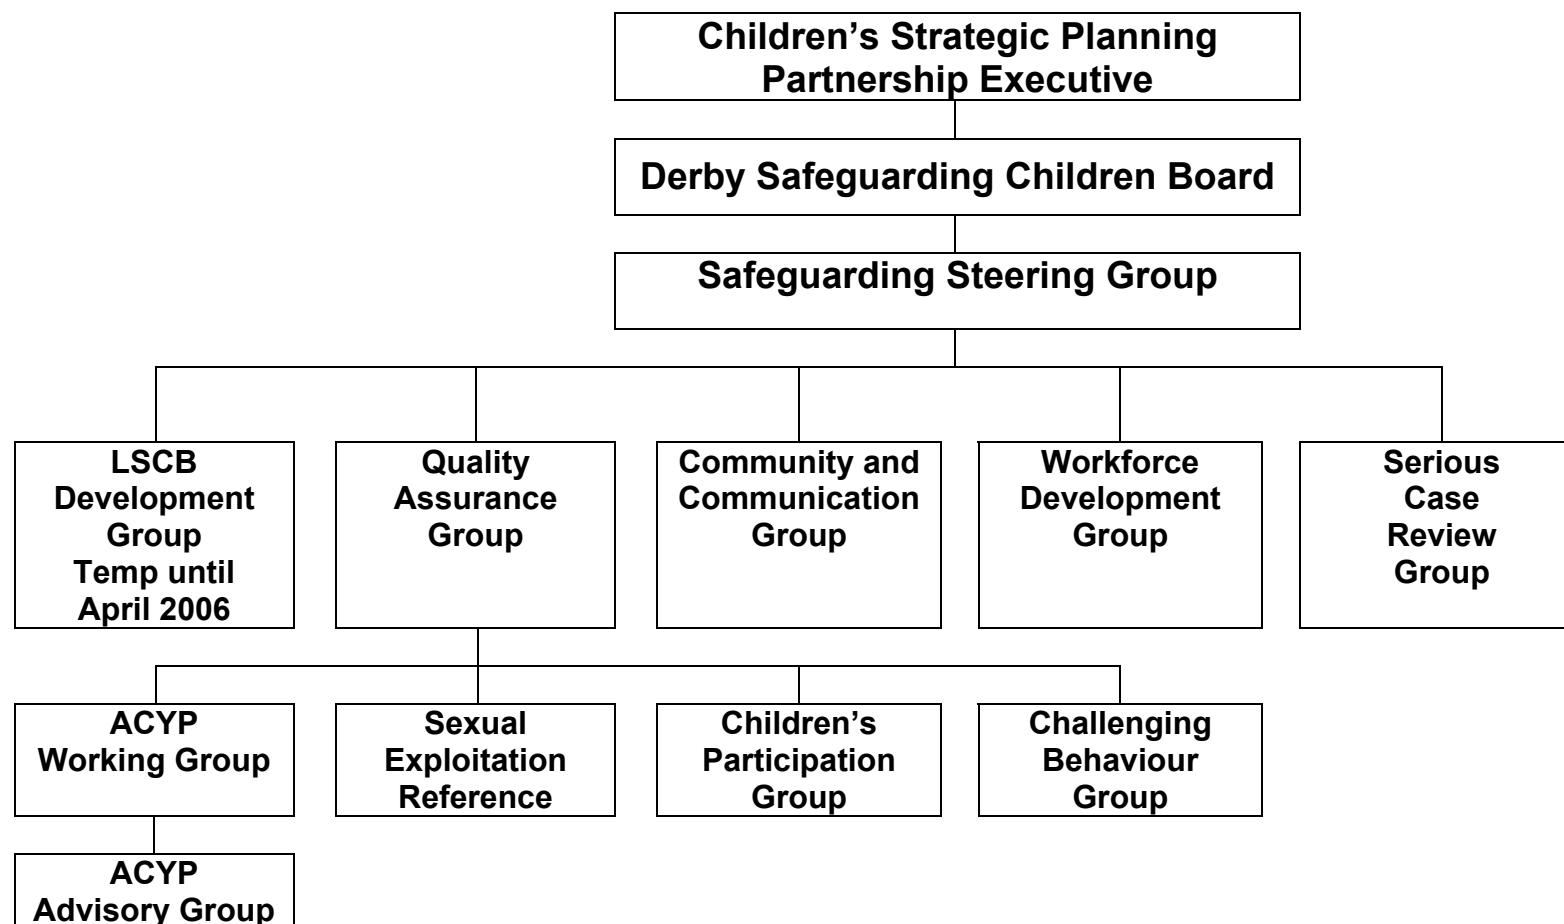 Children’s Strategic Planning
Partnership Executive
Derby Safeguarding Children Board
Safeguarding Steering Group
LSCB
Development
Group
Temp until
April 2006
Quality
Assurance
Group
Community and
Communication
Group
Workforce
Development
Group
Serious
Case
Review
Group
ACYP
Working Group
Sexual
Exploitation
Reference
Children’s
Participation
Group
Challenging
Behaviour
Group
ACYP
Advisory Group